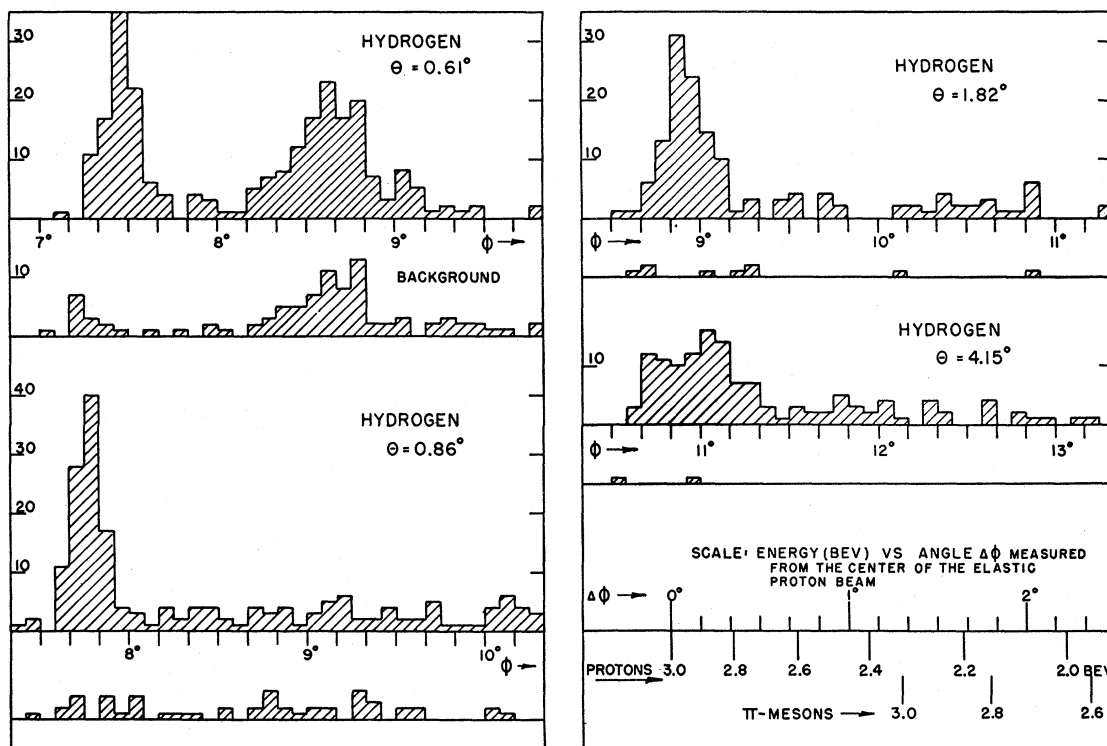 30
20
10
HYDROGEN
θ = 0.61°
7° 8° 9° ϕ →
10
BACKGROUND
40
30
20
10
HYDROGEN
θ = 0.86°
8° 9° 10° ϕ →
30
20
10
HYDROGEN
θ = 1.82°
ϕ → 9° 10° 11°
10
HYDROGEN
θ = 4.15°
ϕ → 11° 12° 13°
SCALE: ENERGY (BEV) VS ANGLE Δϕ MEASURED
FROM THE CENTER OF THE ELASTIC
PROTON BEAM
Δϕ → 0° 1° 2°
PROTONS → 3.0 2.8 2.6 2.4 2.2 2.0 BEV
π-MESONS → 3.0 2.8 2.6